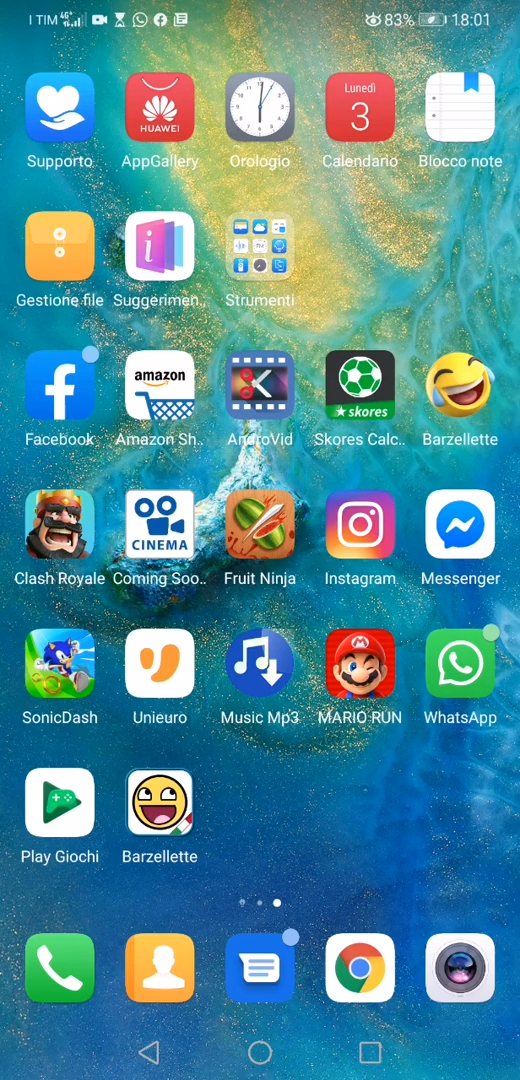 I TIM 4G+ 83% 18:01
HUAWEI Lunedì 3
Supporto AppGallery Orologio Calendario Blocco note
Gestione file Suggerimen.. Strumenti
amazon skores
Facebook Amazon Sh.. AndroVid Skores Calc.. Barzellette
CINEMA
Clash Royale Coming Soo.. Fruit Ninja Instagram Messenger
SonicDash Unieuro Music Mp3 MARIO RUN WhatsApp
Play Giochi Barzellette